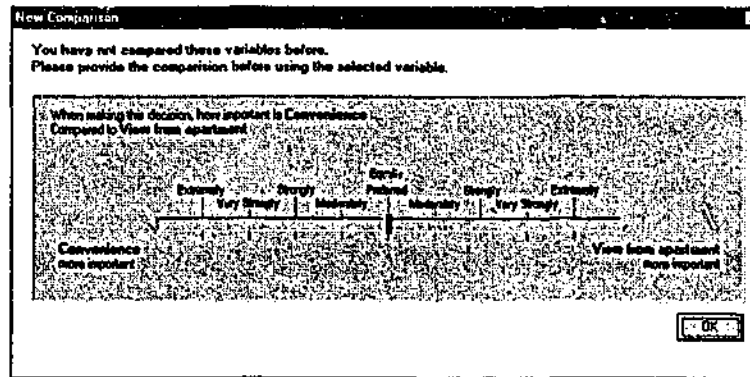 New Comparison
You have not compared these variables before.
Please provide the comparision before using the selected variable.
When making this decision, how important is Convenience
Compared to View from apartment
Equally
Extremely Strongly Preferred Strongly Extremely
Very Strongly Moderately Moderately Very Strongly
Convenience View from apartment
more important more important
OK